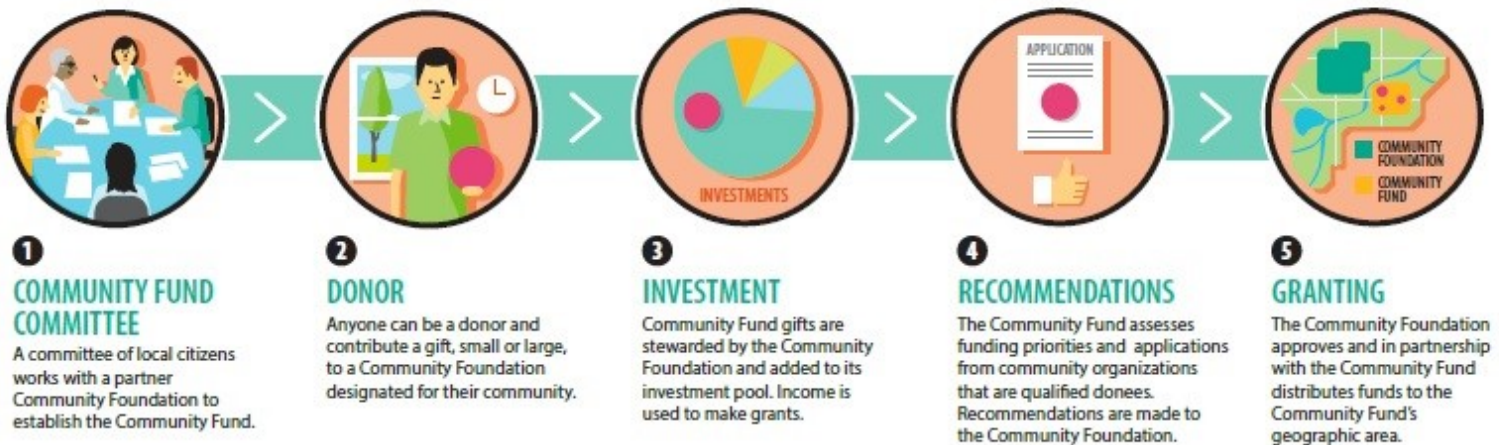 INVESTMENTS
APPLICATION
COMMUNITY
FOUNDATION
COMMUNITY
FUND
1
COMMUNITY FUND
COMMITTEE
A committee of local citizens
works with a partner
Community Foundation to
establish the Community Fund.
2
DONOR
Anyone can be a donor and
contribute a gift, small or large,
to a Community Foundation
designated for their community.
3
INVESTMENT
Community Fund gifts are
stewarded by the Community
Foundation and added to its
investment pool. Income is
used to make grants.
4
RECOMMENDATIONS
The Community Fund assesses
funding priorities and applications
from community organizations
that are qualified donees.
Recommendations are made to
the Community Foundation.
5
GRANTING
The Community Foundation
approves and in partnership
with the Community Fund
distributes funds to the
Community Fund's
geographic area.